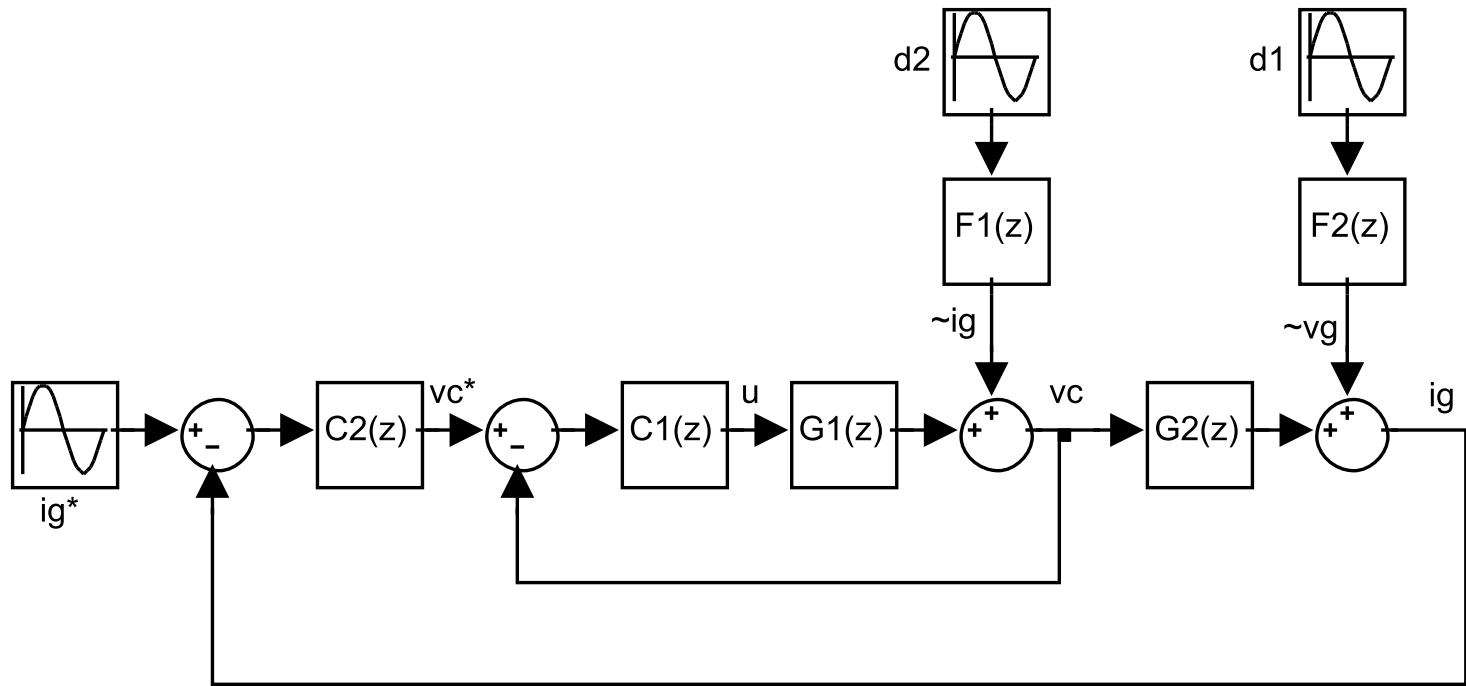 d2
d1
F1(z)
F2(z)
~ig
~vg
vc*
u
vc
ig
+
+
+
+
+
+
C2(z)
C1(z)
G1(z)
G2(z)
−
−
ig*